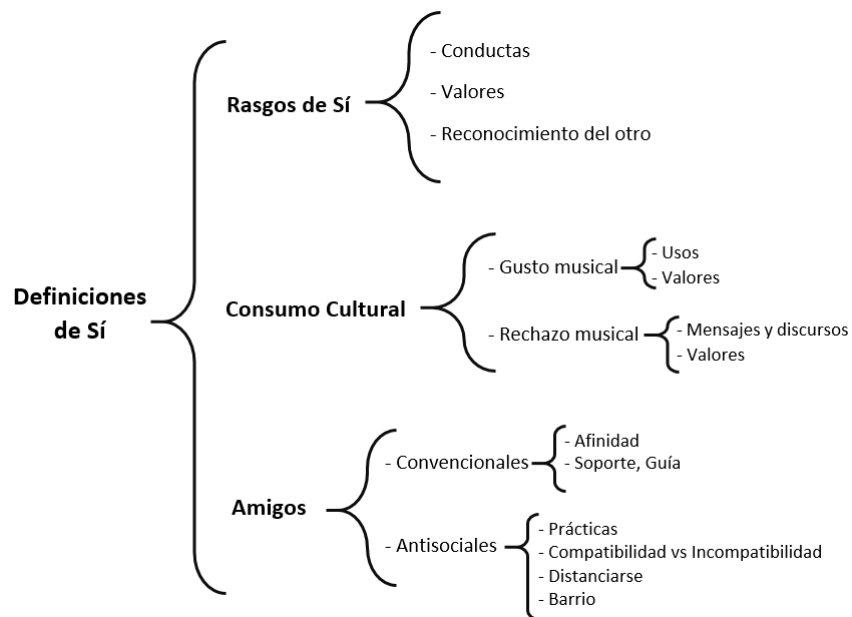 Definiciones
de Sí
Rasgos de Sí
- Conductas
- Valores
- Reconocimiento del otro
Consumo Cultural
- Gusto musical
- Usos
- Valores
- Rechazo musical
- Mensajes y discursos
- Valores
Amigos
- Convencionales
- Afinidad
- Soporte, Guía
- Antisociales
- Prácticas
- Compatibilidad vs Incompatibilidad
- Distanciarse
- Barrio